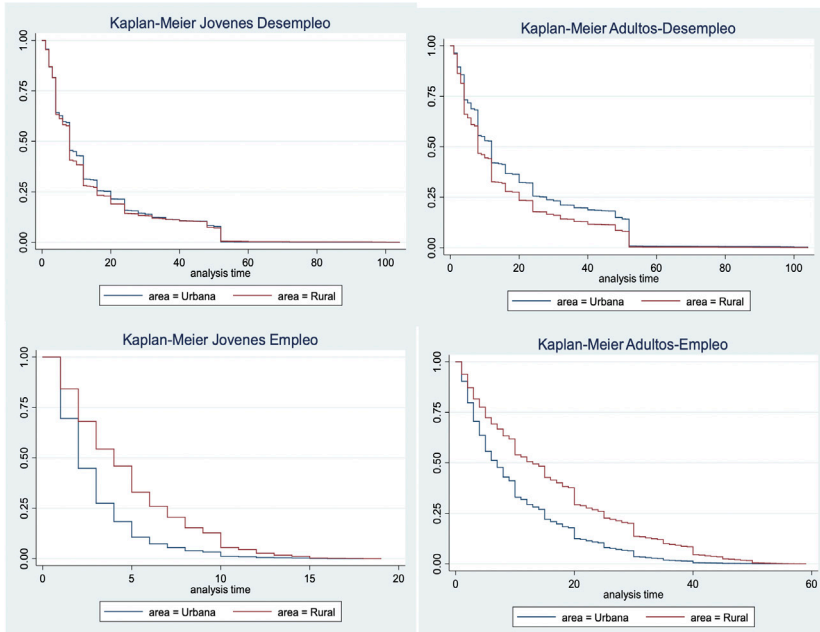 Kaplan-Meier Jovenes Desempleo
1.00
0.75
0.50
0.25
0.00
0 20 40 60 80 100
analysis time
area = Urbana area = Rural
Kaplan-Meier Adultos-Desempleo
1.00
0.75
0.50
0.25
0.00
0 20 40 60 80 100
analysis time
area = Urbana area = Rural
Kaplan-Meier Jovenes Empleo
1.00
0.75
0.50
0.25
0.00
0 5 10 15 20
analysis time
area = Urbana area = Rural
Kaplan-Meier Adultos-Empleo
1.00
0.75
0.50
0.25
0.00
0 20 40 60
analysis time
area = Urbana area = Rural